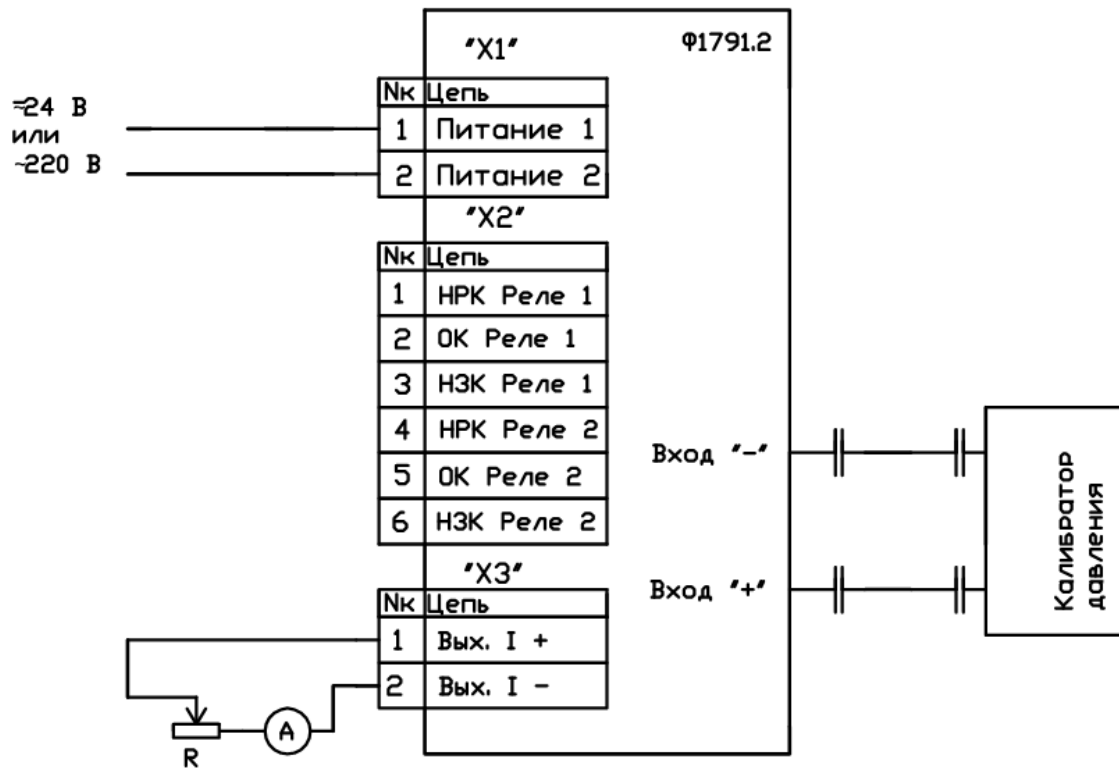 "X1"
Ф1791.2
Nк Цепь
1 Питание 1
2 Питание 2
≂24 В
или
~220 В
"X2"
Nк Цепь
1 НРК Реле 1
2 ОК Реле 1
3 НЗК Реле 1
4 НРК Реле 2
5 ОК Реле 2
6 НЗК Реле 2
Вход "-"
Вход "+"
Калибратор
давления
"X3"
Nк Цепь
1 Вых. I +
2 Вых. I -
A
R